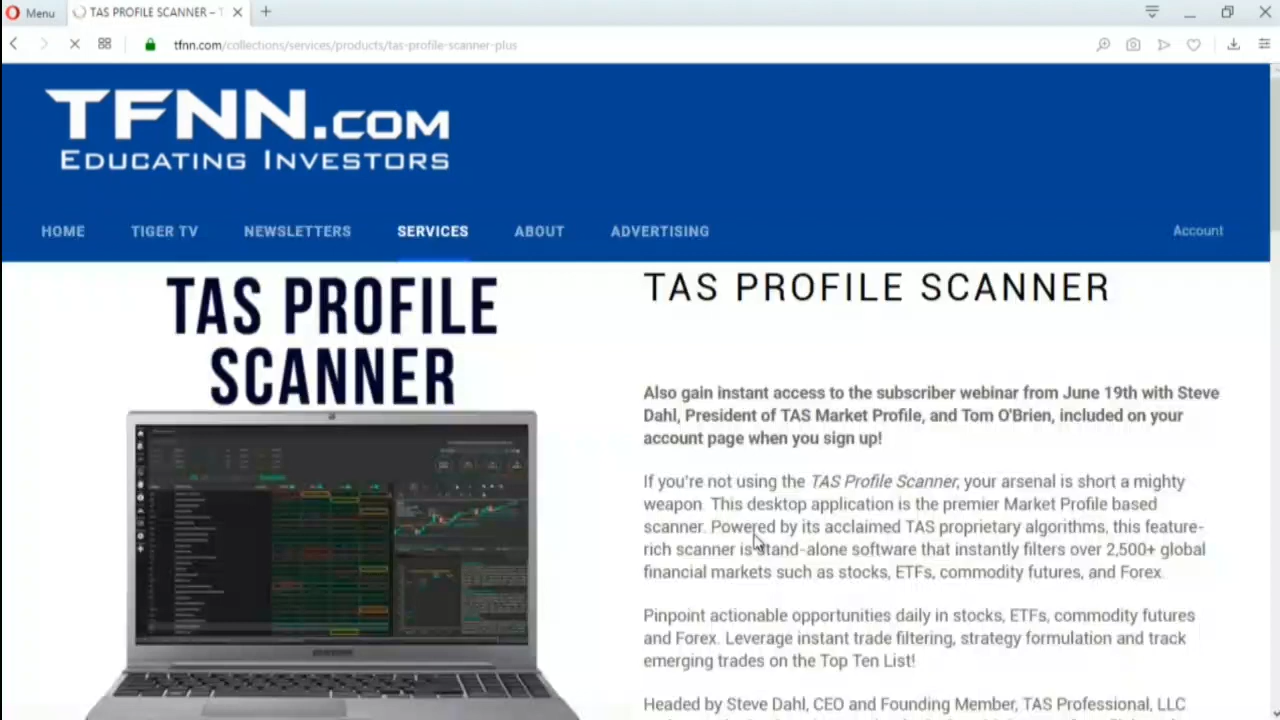 Menu
TAS PROFILE SCANNER – T
tfnn.com/collections/services/products/tas-profile-scanner-plus
TFNN.COM
EDUCATING INVESTORS
HOME TIGER TV NEWSLETTERS SERVICES ABOUT ADVERTISING Account
TAS PROFILE
SCANNER
TAS PROFILE SCANNER
Also gain instant access to the subscriber webinar from June 19th with Steve
Dahl, President of TAS Market Profile, and Tom O'Brien, included on your
account page when you sign up!
If you're not using the TAS Profile Scanner, your arsenal is short a mighty
weapon. This desktop application is the premier Market Profile based
scanner. Powered by its acclaimed TAS proprietary algorithms, this feature-
rich scanner is stand-alone software that instantly filters over 2,500+ global
financial markets such as stocks, ETFs, commodity futures, and Forex.
Pinpoint actionable opportunities daily in stocks, ETFs, commodity futures
and Forex. Leverage instant trade filtering, strategy formulation and track
emerging trades on the Top Ten List!
Headed by Steve Dahl, CEO and Founding Member, TAS Professional, LLC